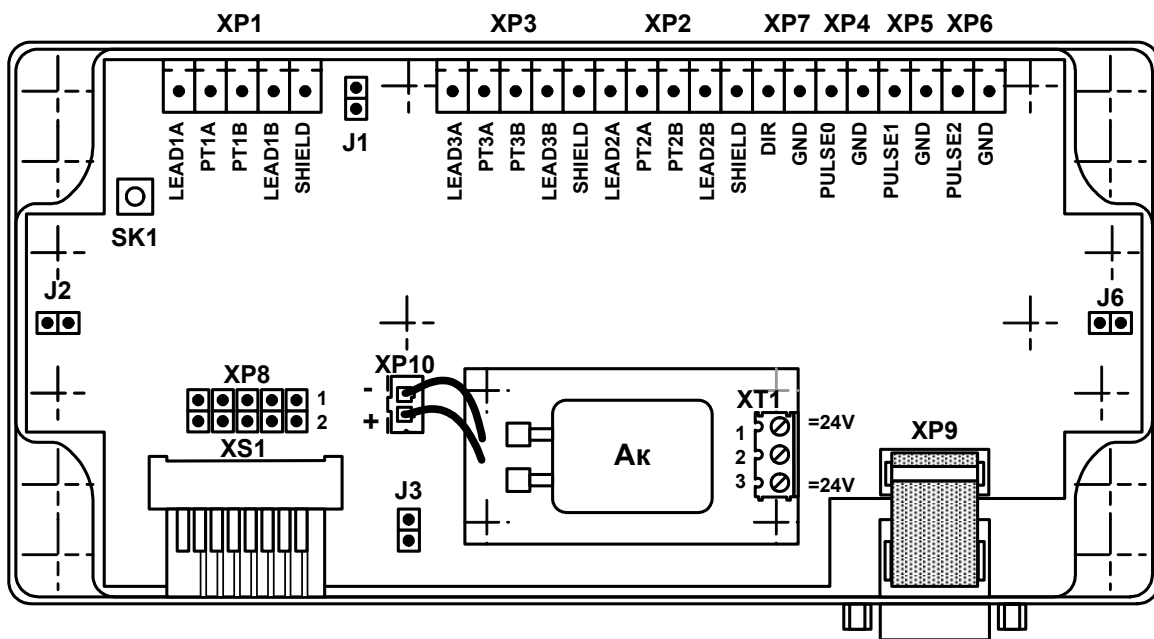 XP1 XP3 XP2 XP7 XP4 XP5 XP6
LEAD1A
PT1A
PT1B
LEAD1B
SHIELD
J1
LEAD3A
PT3A
PT3B
LEAD3B
SHIELD
LEAD2A
PT2A
PT2B
LEAD2B
SHIELD
DIR
GND
PULSE0
GND
PULSE1
GND
PULSE2
GND
SK1
J2
J6
XP10
-
+
XP8
1
2
XS1
J3
Ак
XT1
1
2
3
=24V
=24V
XP9